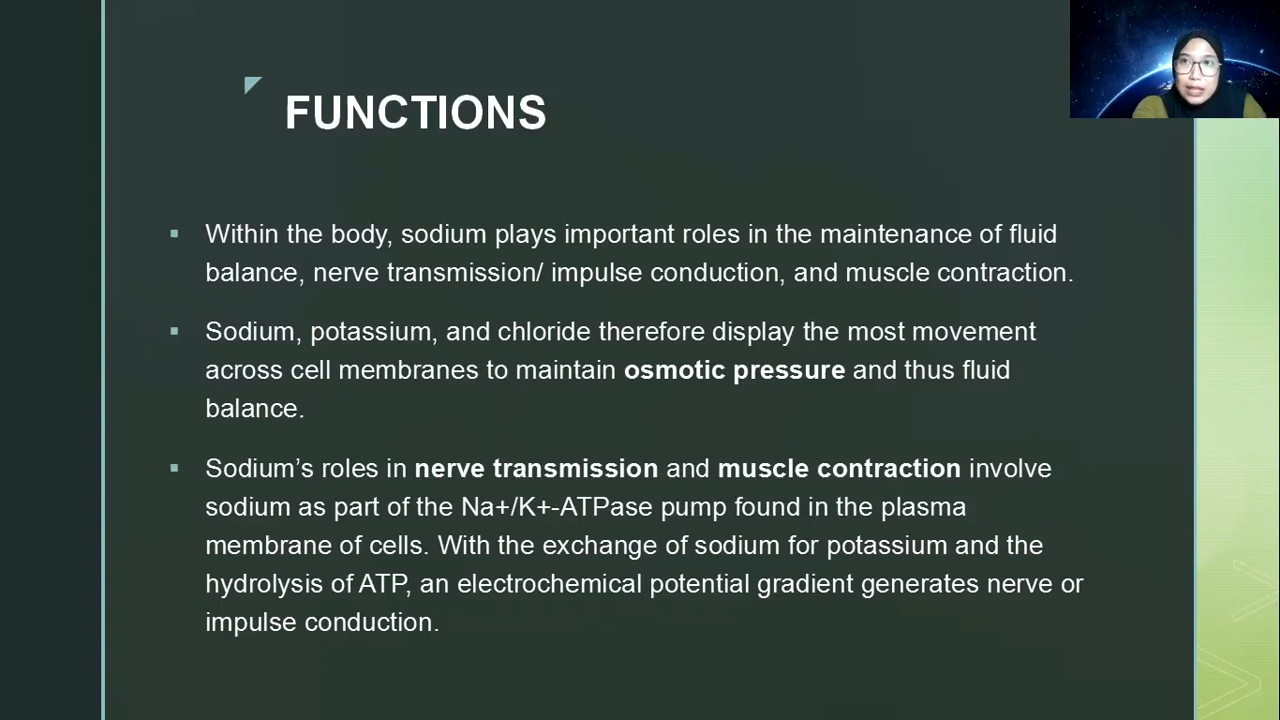 FUNCTIONS
▪ Within the body, sodium plays important roles in the maintenance of fluid
balance, nerve transmission/ impulse conduction, and muscle contraction.
▪ Sodium, potassium, and chloride therefore display the most movement
across cell membranes to maintain osmotic pressure and thus fluid
balance.
▪ Sodium’s roles in nerve transmission and muscle contraction involve
sodium as part of the Na+/K+-ATPase pump found in the plasma
membrane of cells. With the exchange of sodium for potassium and the
hydrolysis of ATP, an electrochemical potential gradient generates nerve or
impulse conduction.